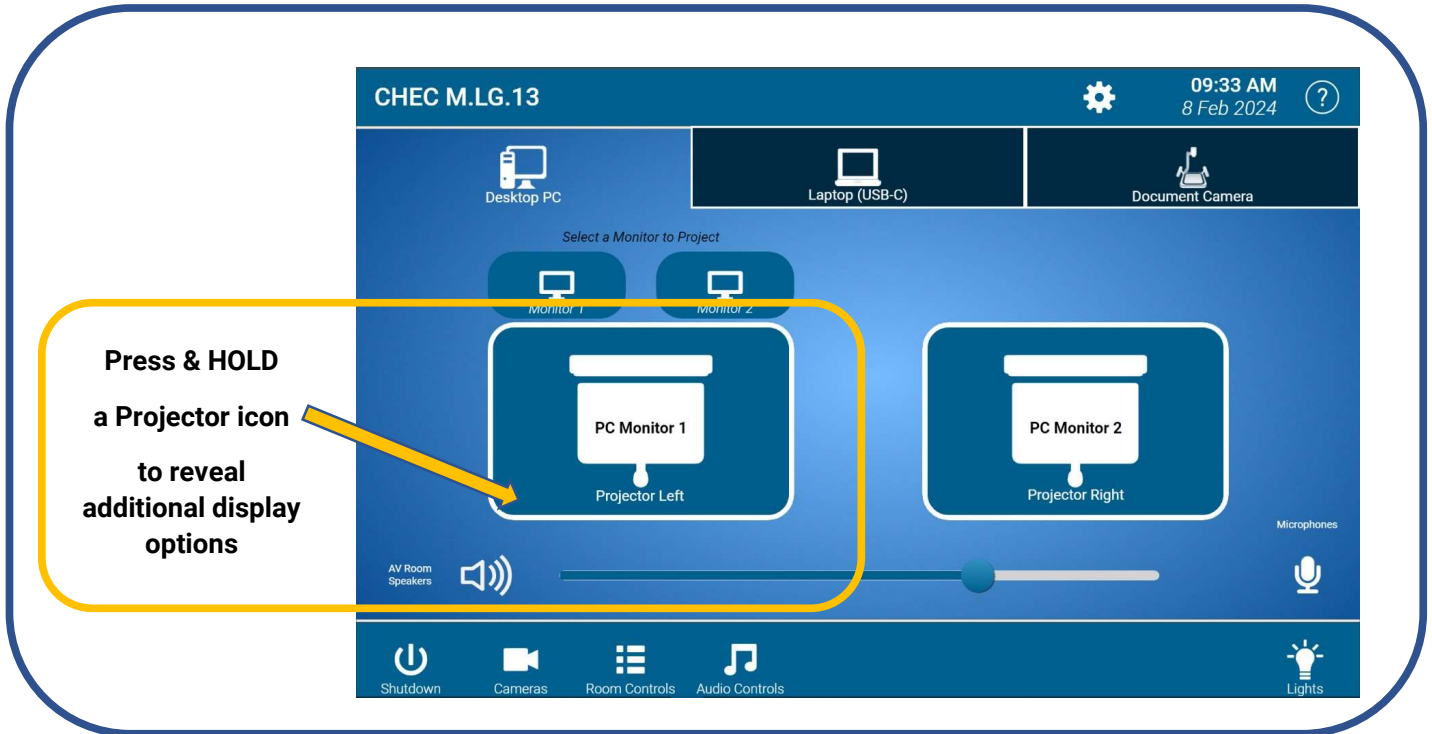 CHEC M.LG.13
09:33 AM
8 Feb 2024
?
Desktop PC
Laptop (USB-C)
Document Camera
Select a Monitor to Project
Monitor 1
Monitor 2
Press & HOLD
a Projector icon
to reveal
additional display
options
PC Monitor 1
Projector Left
PC Monitor 2
Projector Right
Microphones
AV Room
Speakers
Shutdown
Cameras
Room Controls
Audio Controls
Lights